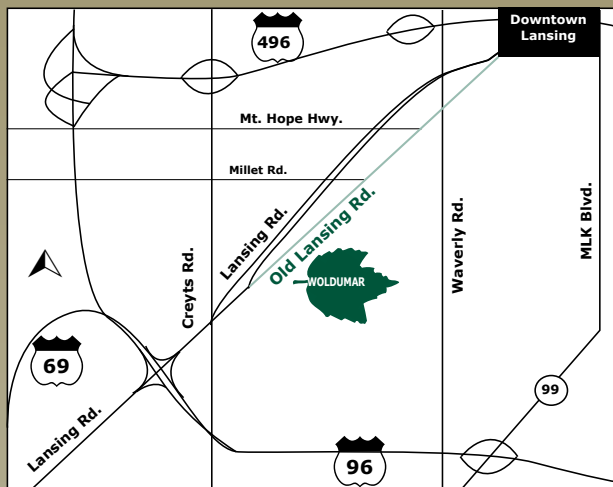 Downtown
Lansing
496
Mt. Hope Hwy.
Millet Rd.
Lansing Rd.
Old Lansing Rd.
Creyts Rd.
Waverly Rd.
MLK Blvd.
WOLDUMAR
69
99
Lansing Rd.
96